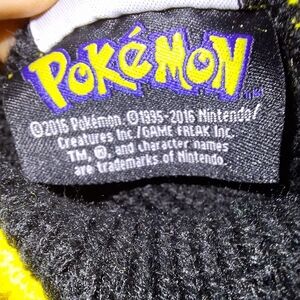 POKéMON
©2016 Pokémon. ©1995-2016 Nintendo/
Creatures Inc./GAME FREAK Inc.
TM, ®, and character names
are trademarks of Nintendo.